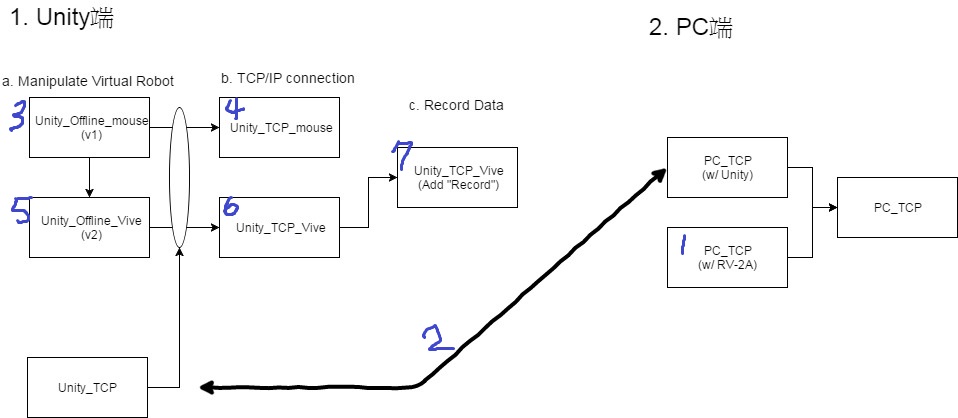 1. Unity端
2. PC端
a. Manipulate Virtual Robot
b. TCP/IP connection
c. Record Data
3
Unity_Offline_mouse
(v1)
4
Unity_TCP_mouse
7
Unity_TCP_Vive
(Add "Record")
5
Unity_Offline_Vive
(v2)
6
Unity_TCP_Vive
PC_TCP
(w/ Unity)
PC_TCP
1
PC_TCP
(w/ RV-2A)
2
Unity_TCP